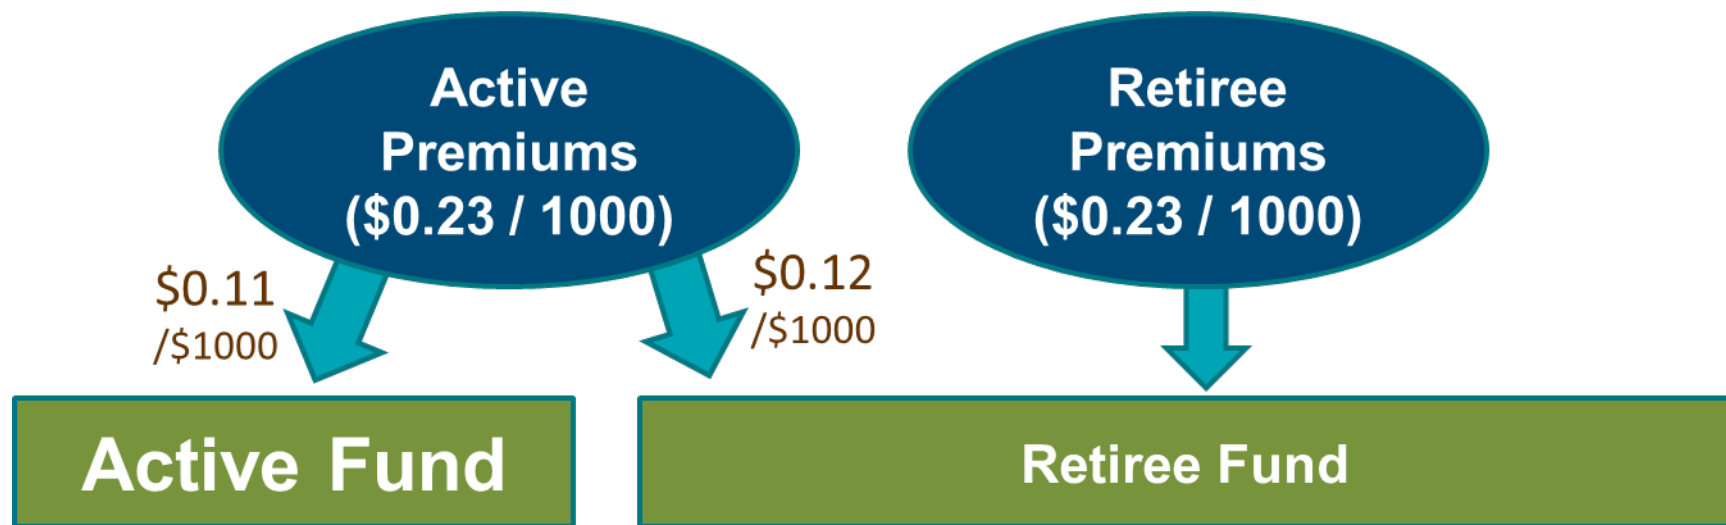 Active
Premiums
($0.23 / 1000)
Retiree
Premiums
($0.23 / 1000)
$0.11
/$1000
$0.12
/$1000
Active Fund
Retiree Fund